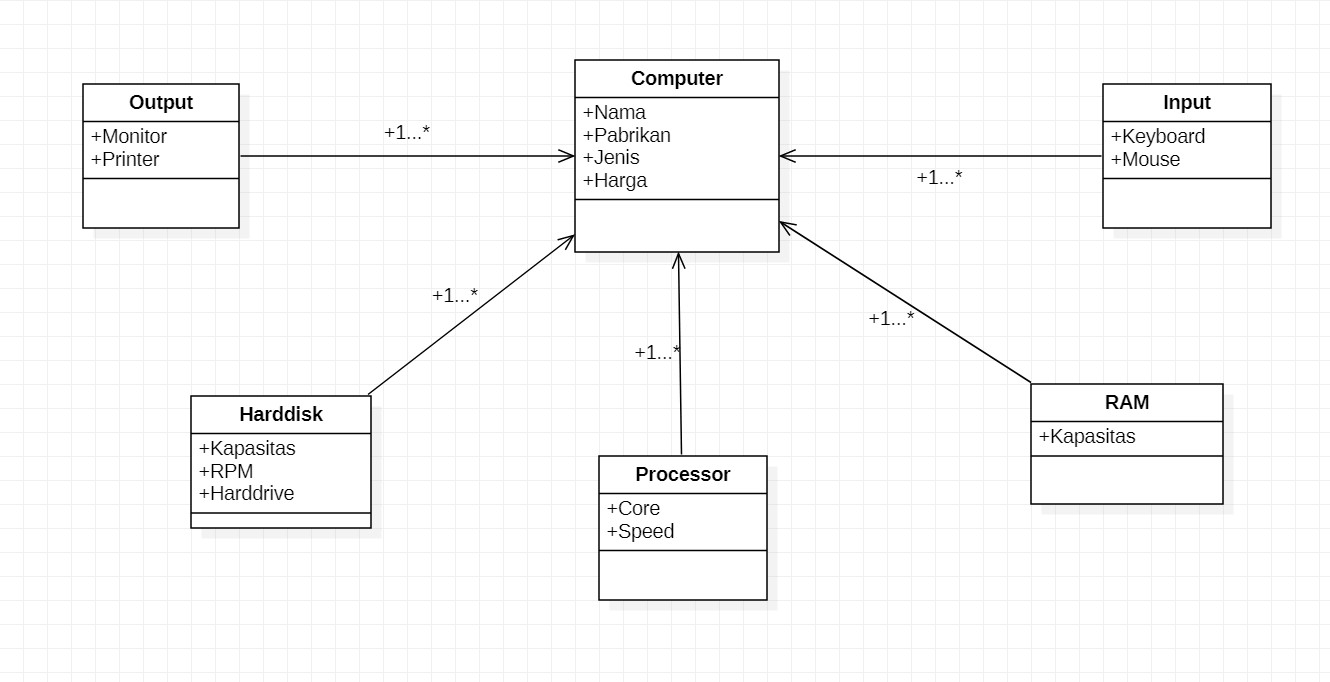 Output
+Monitor
+Printer
+1...*
Computer
+Nama
+Pabrikan
+Jenis
+Harga
+1...*
Input
+Keyboard
+Mouse
+1...*
+1...*
+1...*
Harddisk
+Kapasitas
+RPM
+Harddrive
Processor
+Core
+Speed
RAM
+Kapasitas